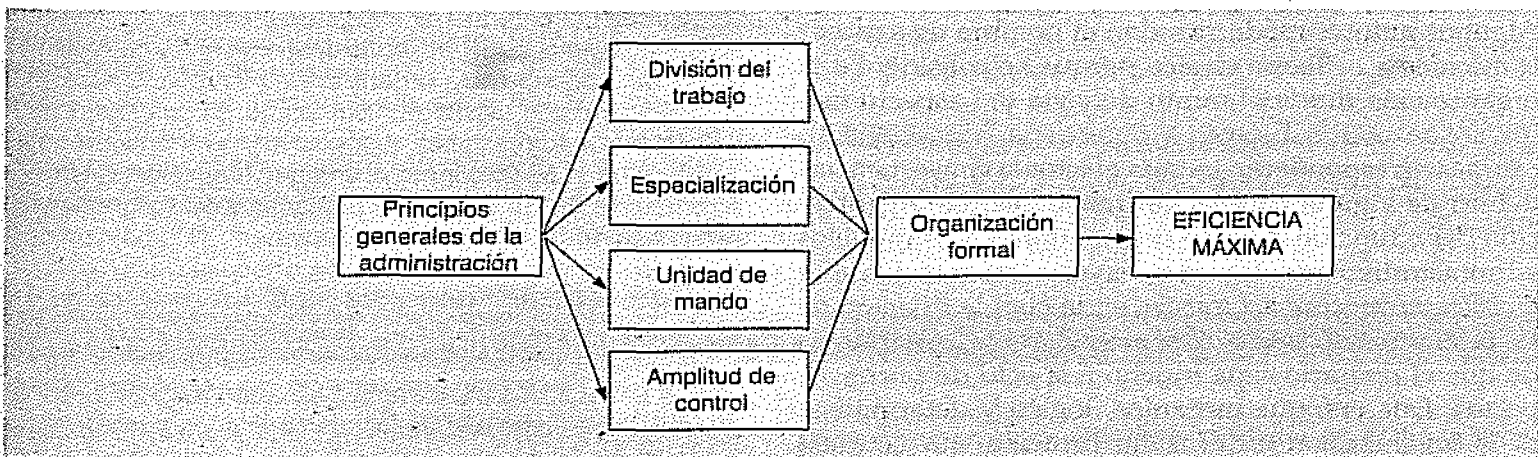 División del
trabajo
Especialización
Principios
generales de la
administración
Unidad de
mando
Amplitud de
control
Organización
formal
EFICIENCIA
MÁXIMA